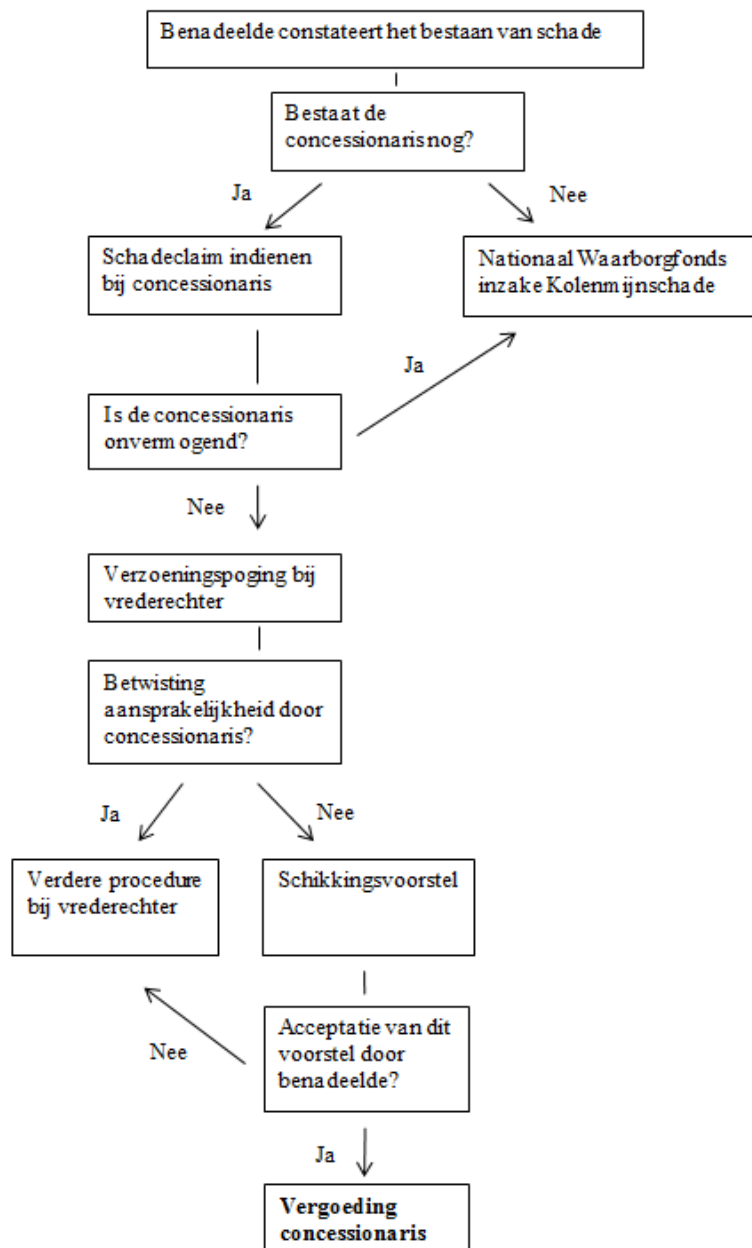 Benadeelde constateert het bestaan van schade
Bestaat de
concessionaris nog?
Ja
Nee
Schadeclaim indienen
bij concessionaris
Nationaal Waarborgfonds
inzake Kolenmijnschade
Ja
Is de concessionaris
onvermogend?
Nee
Verzoeningspoging bij
vrederechter
Betwisting
aansprakelijkheid door
concessionaris?
Ja
Nee
Verdere procedure
bij vrederechter
Schikkingsvoorstel
Acceptatie van dit
voorstel door
benadeelde?
Nee
Ja
Vergoeding
concessionaris